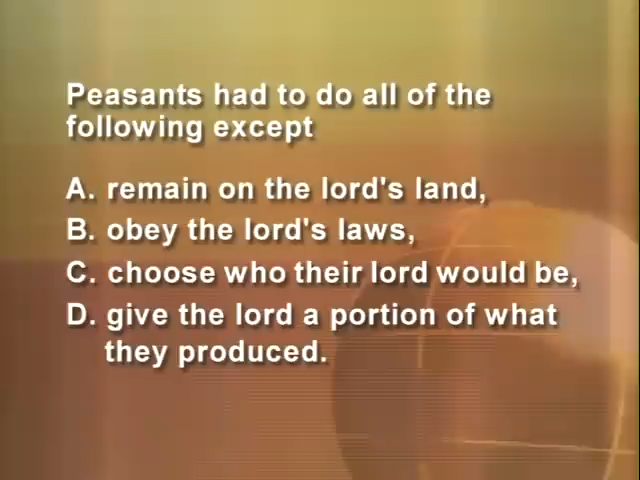 Peasants had to do all of the
following except
A. remain on the lord's land,
B. obey the lord's laws,
C. choose who their lord would be,
D. give the lord a portion of what
they produced.